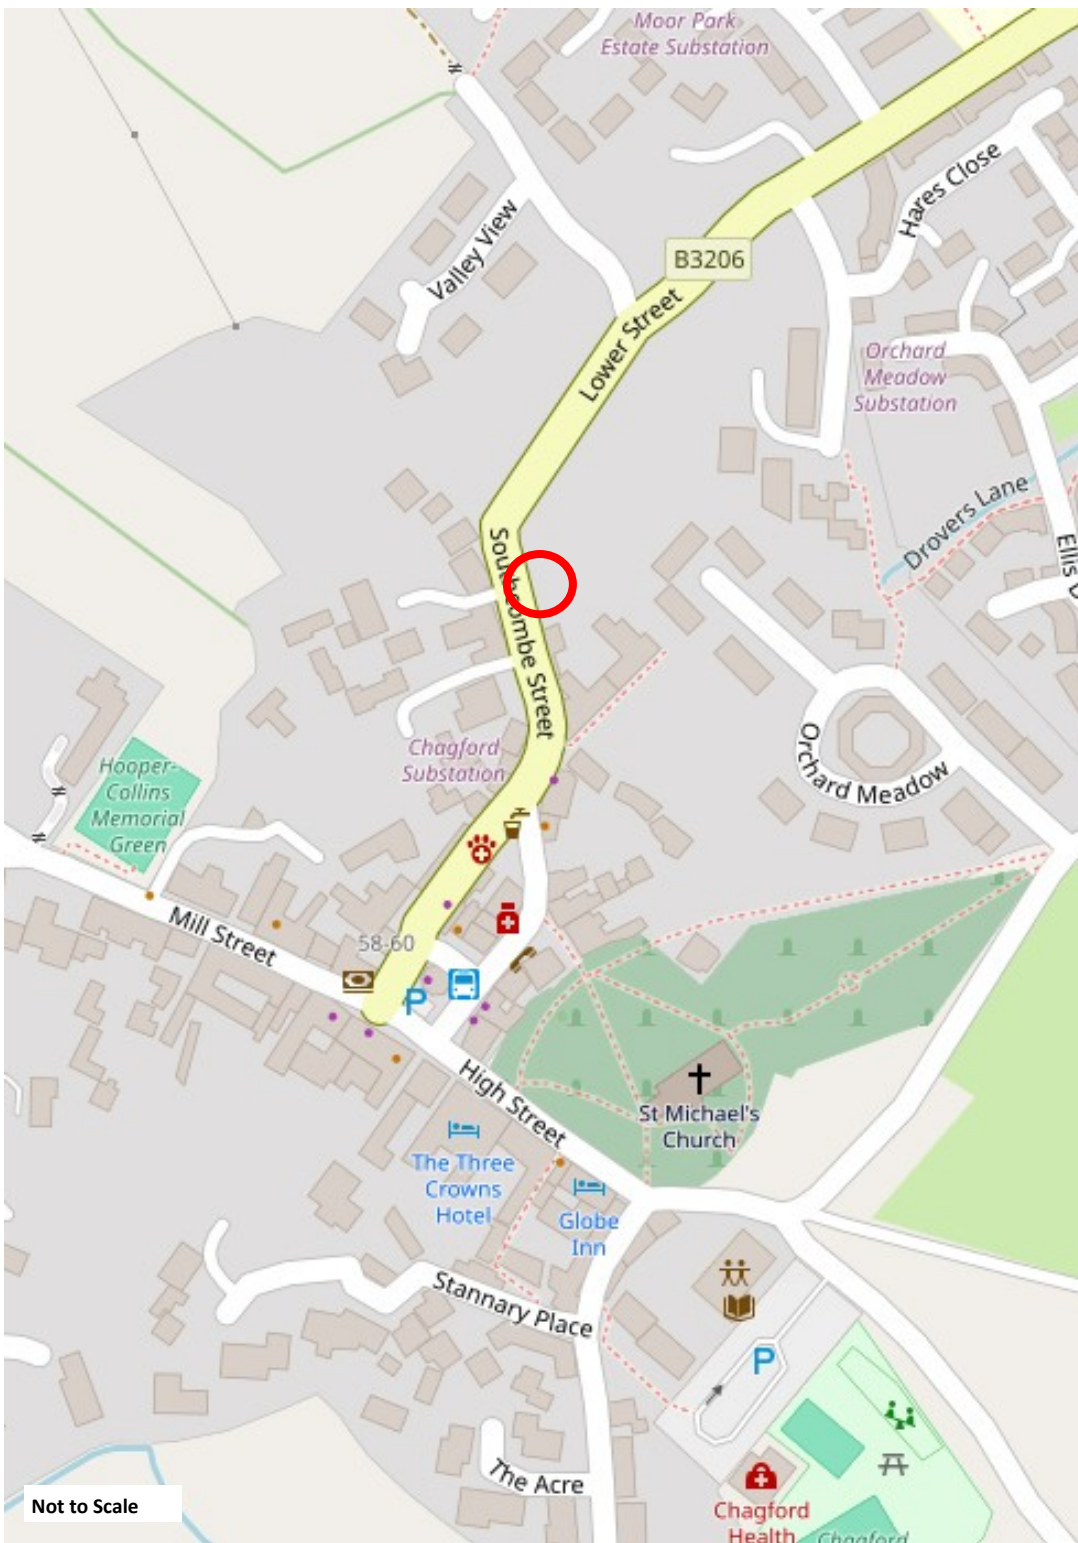 Moor Park
Estate Substation
Hares Close
Valley View
B3206
Lower Street
Orchard
Meadow
Substation
Drovers Lane
Ellis D
Southcombe Street
Chagford
Substation
Orchard Meadow
Hooper-
Collins
Memorial
Green
Mill Street
58-60
P
High Street
St Michael's
Church
The Three
Crowns
Hotel
Globe
Inn
Stannary Place
P
The Acre
Not to Scale
Chagford
Health
Chagford